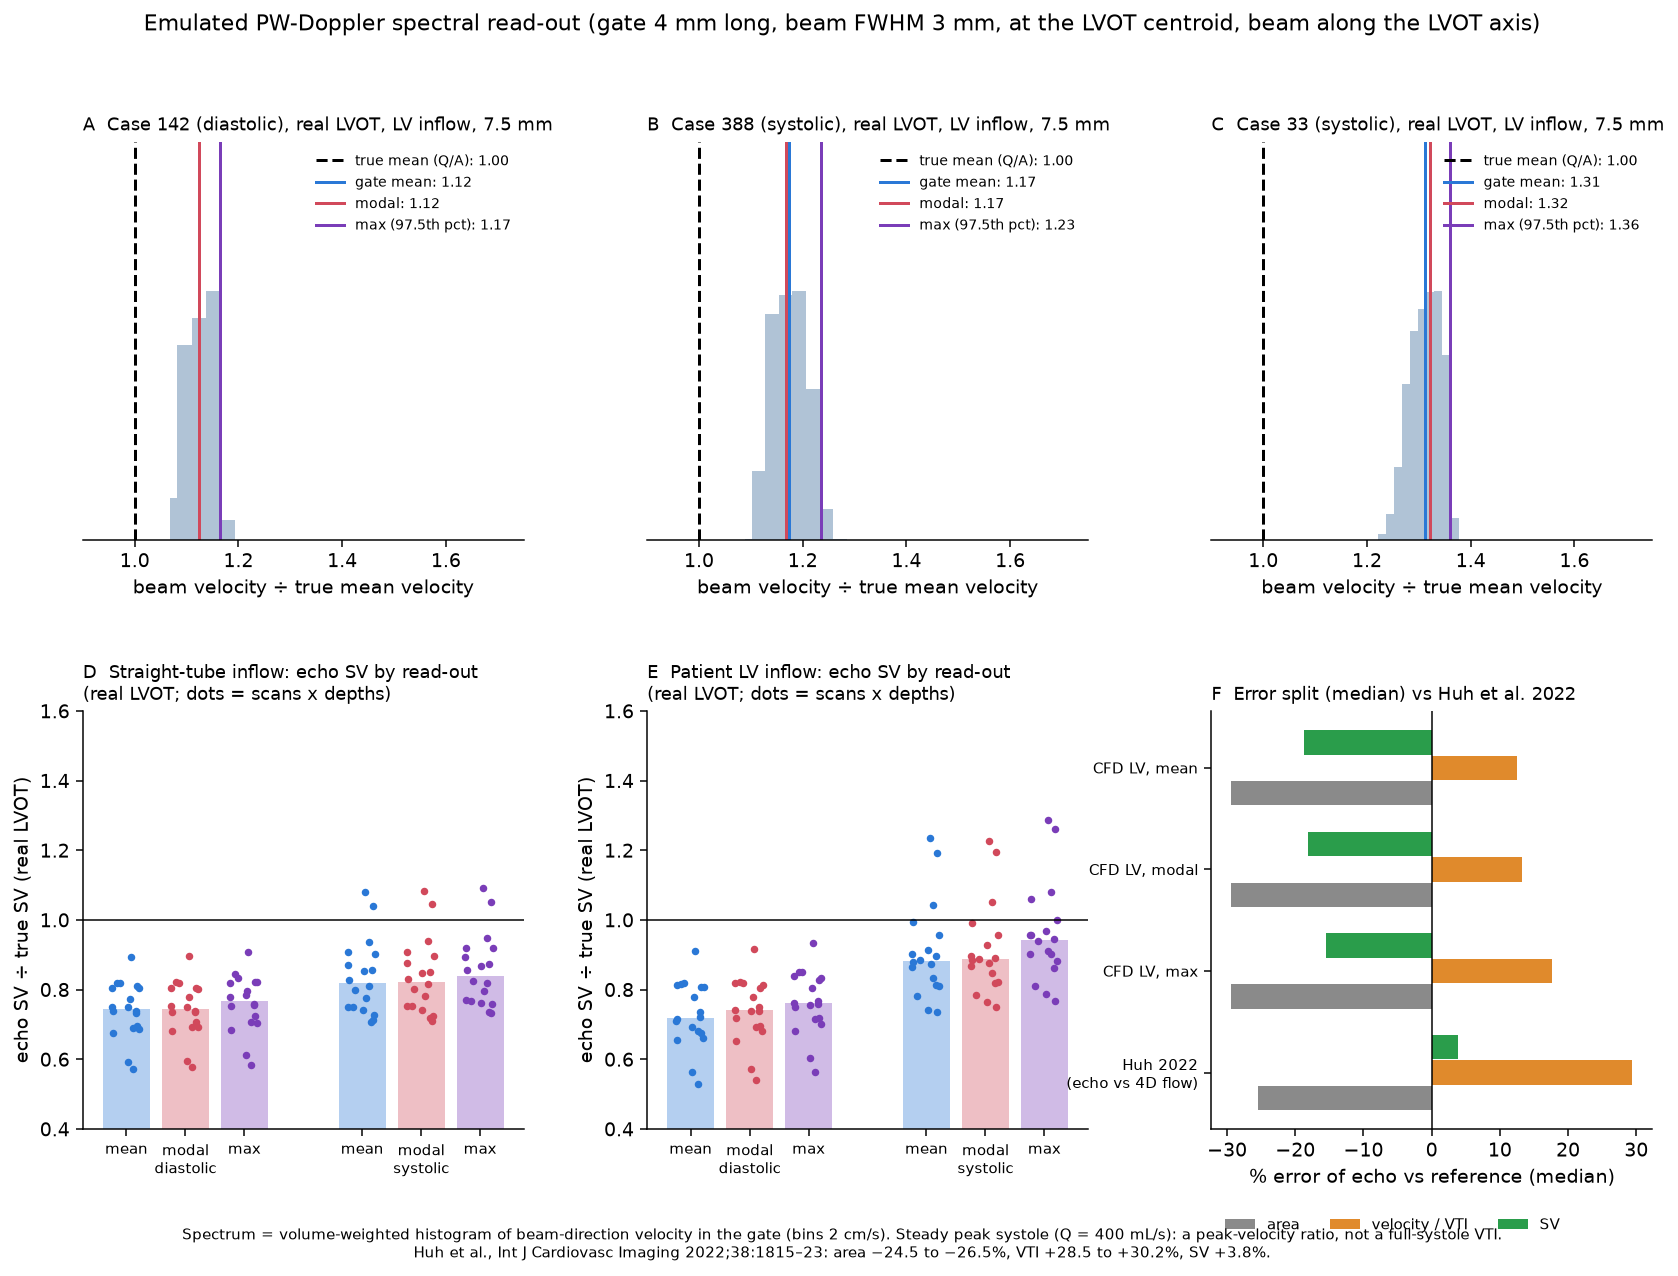 Emulated PW-Doppler spectral read-out (gate 4 mm long, beam FWHM 3 mm, at the LVOT centroid, beam along the LVOT axis)
A  Case 142 (diastolic), real LVOT, LV inflow, 7.5 mm
true mean (Q/A): 1.00
gate mean: 1.12
modal: 1.12
max (97.5th pct): 1.17
1.0 1.2 1.4 1.6
beam velocity ÷ true mean velocity
B  Case 388 (systolic), real LVOT, LV inflow, 7.5 mm
true mean (Q/A): 1.00
gate mean: 1.17
modal: 1.17
max (97.5th pct): 1.23
1.0 1.2 1.4 1.6
beam velocity ÷ true mean velocity
C  Case 33 (systolic), real LVOT, LV inflow, 7.5 mm
true mean (Q/A): 1.00
gate mean: 1.31
modal: 1.32
max (97.5th pct): 1.36
1.0 1.2 1.4 1.6
beam velocity ÷ true mean velocity
D  Straight-tube inflow: echo SV by read-out
(real LVOT; dots = scans x depths)
echo SV ÷ true SV (real LVOT)
1.6
1.4
1.2
1.0
0.8
0.6
0.4
mean modal max mean modal max
diastolic systolic
E  Patient LV inflow: echo SV by read-out
(real LVOT; dots = scans x depths)
echo SV ÷ true SV (real LVOT)
1.6
1.4
1.2
1.0
0.8
0.6
0.4
mean modal max mean modal max
diastolic systolic
F  Error split (median) vs Huh et al. 2022
CFD LV, mean
CFD LV, modal
CFD LV, max
Huh 2022
(echo vs 4D flow)
−30 −20 −10 0 10 20 30
% error of echo vs reference (median)
area velocity / VTI SV
Spectrum = volume-weighted histogram of beam-direction velocity in the gate (bins 2 cm/s). Steady peak systole (Q = 400 mL/s): a peak-velocity ratio, not a full-systole VTI.
Huh et al., Int J Cardiovasc Imaging 2022;38:1815–23: area −24.5 to −26.5%, VTI +28.5 to +30.2%, SV +3.8%.